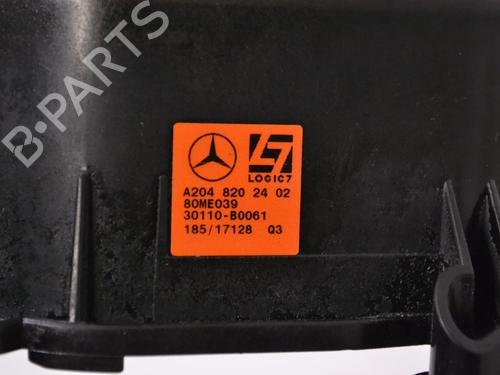 B-PARTS
LOGIC7
A204 820 24 02
80ME039
30110-B0061
185/17128 Q3